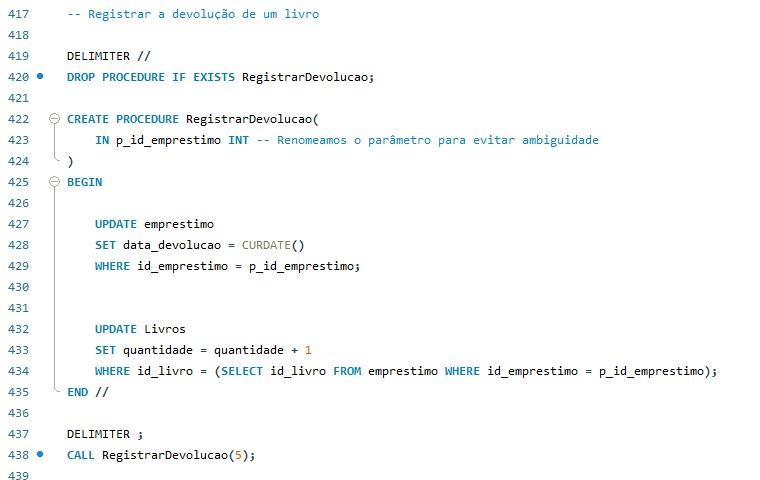 417 -- Registrar a devolução de um livro
418
419 DELIMITER //
420 DROP PROCEDURE IF EXISTS RegistrarDevolucao;
421
422 CREATE PROCEDURE RegistrarDevolucao(
423 IN p_id_emprestimo INT -- Renomeamos o parâmetro para evitar ambiguidade
424 )
425 BEGIN
426
427 UPDATE emprestimo
428 SET data_devolucao = CURDATE()
429 WHERE id_emprestimo = p_id_emprestimo;
430
431
432 UPDATE Livros
433 SET quantidade = quantidade + 1
434 WHERE id_livro = (SELECT id_livro FROM emprestimo WHERE id_emprestimo = p_id_emprestimo);
435 END //
436
437 DELIMITER ;
438 CALL RegistrarDevolucao(5);
439